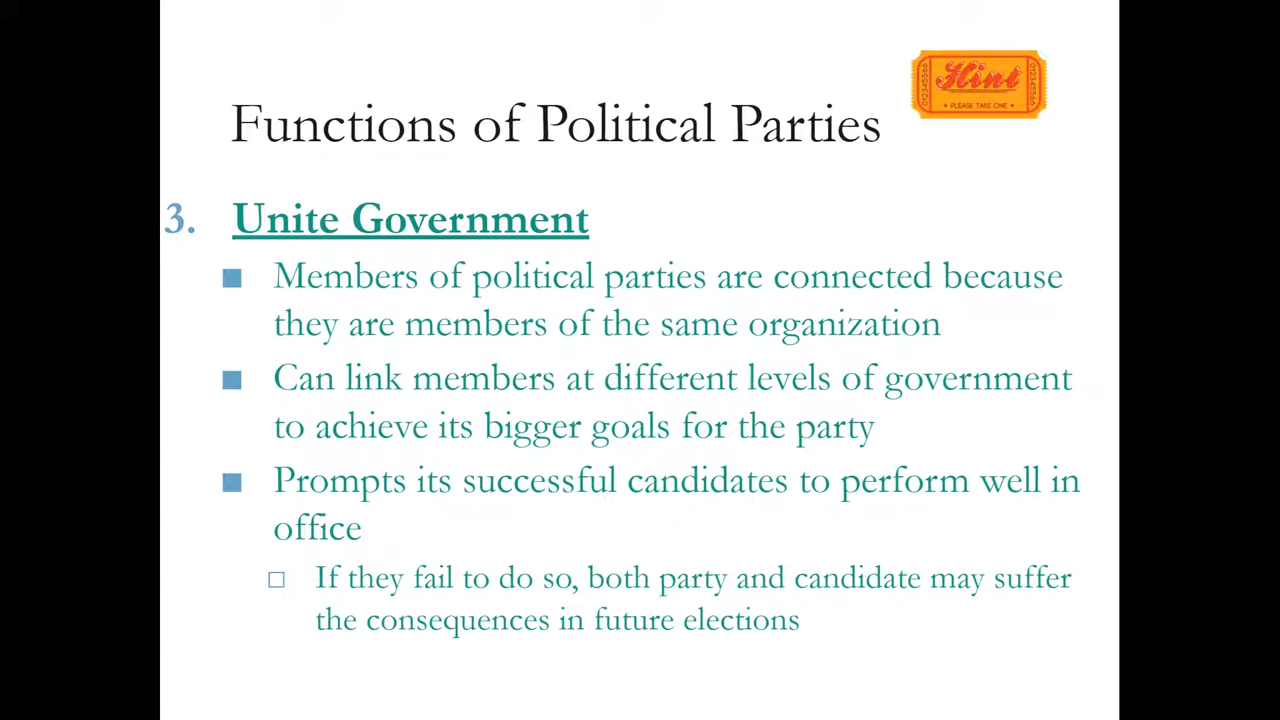 Hint
• PLEASE TAKE ONE •
012345566
012345566
Functions of Political Parties
3. Unite Government
■ Members of political parties are connected because
they are members of the same organization
■ Can link members at different levels of government
to achieve its bigger goals for the party
■ Prompts its successful candidates to perform well in
office
□ If they fail to do so, both party and candidate may suffer
the consequences in future elections